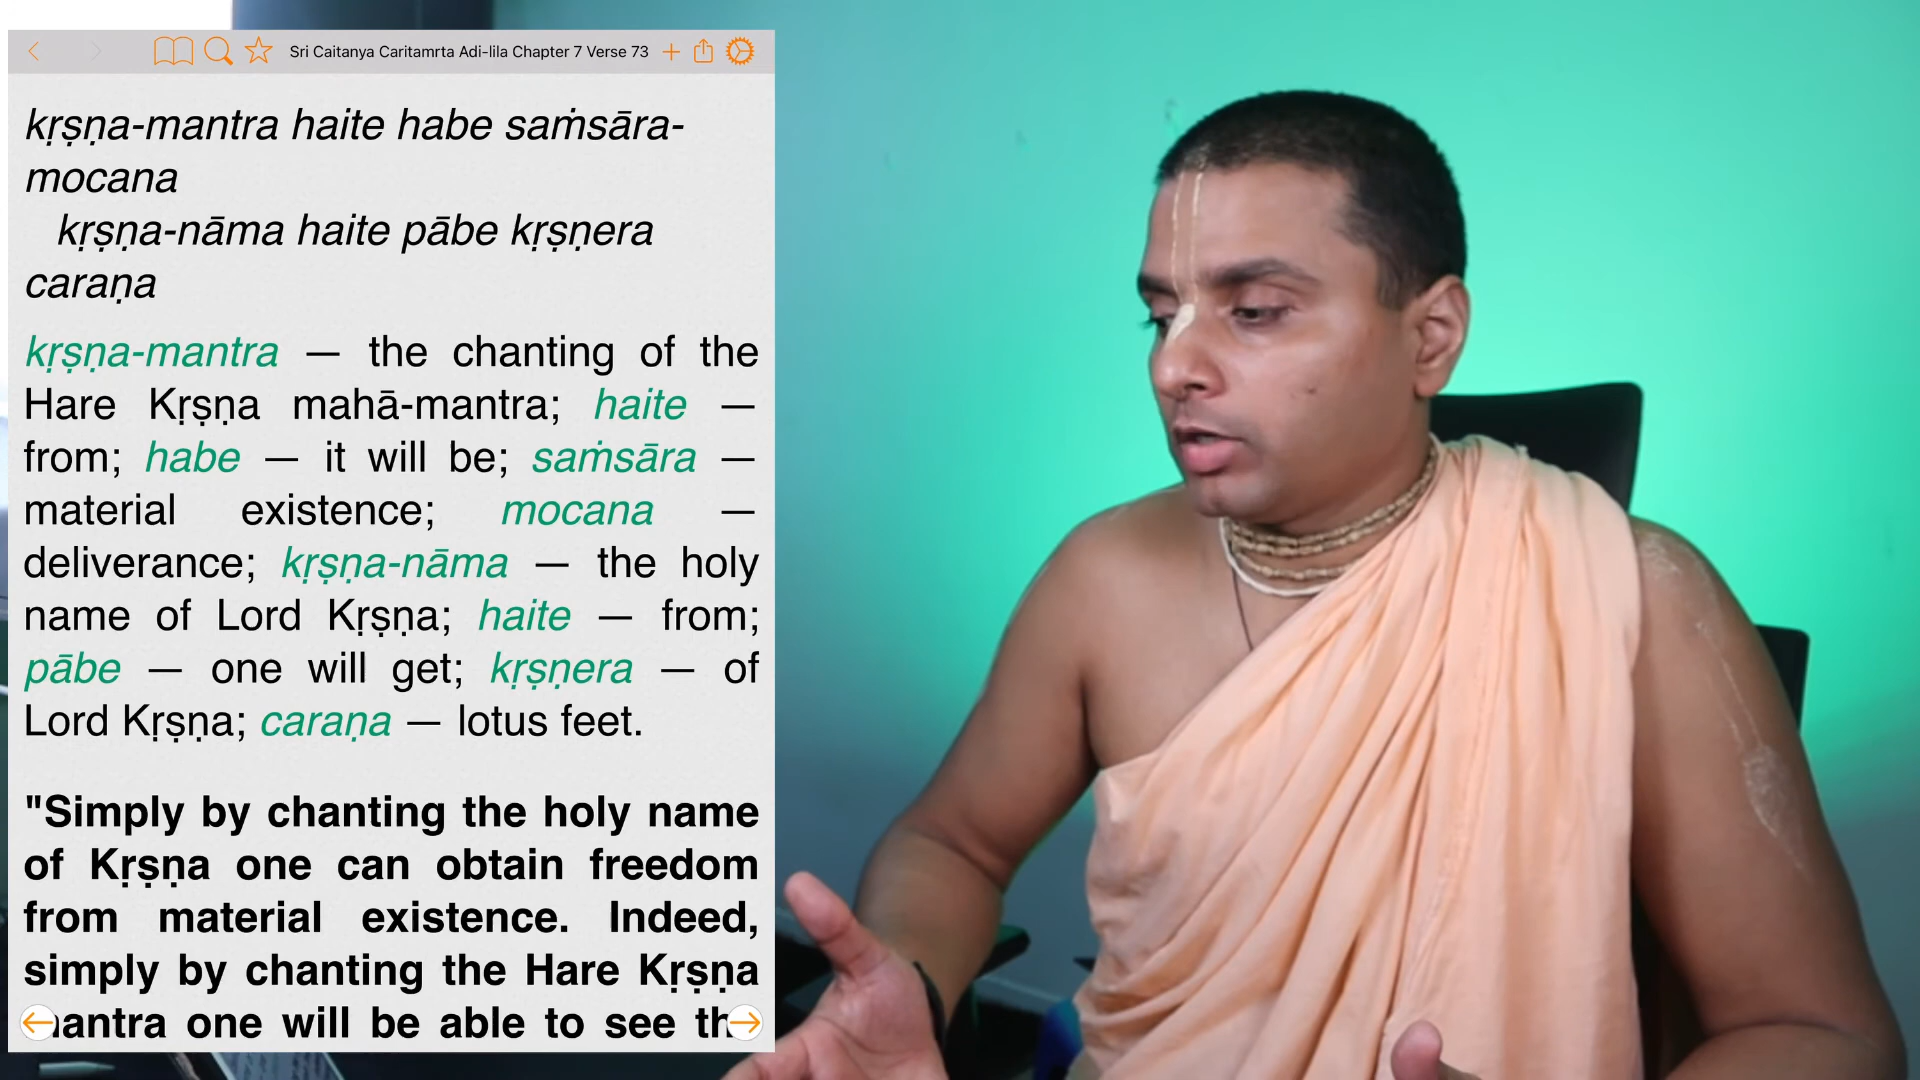 Sri Caitanya Caritamrta Adi-lila Chapter 7 Verse 73
kṛṣṇa-mantra haite habe saṁsāra-
mocana
kṛṣṇa-nāma haite pābe kṛṣṇera
caraṇa
kṛṣṇa-mantra — the chanting of the
Hare Kṛṣṇa mahā-mantra; haite —
from; habe — it will be; saṁsāra —
material existence; mocana —
deliverance; kṛṣṇa-nāma — the holy
name of Lord Kṛṣṇa; haite — from;
pābe — one will get; kṛṣṇera — of
Lord Kṛṣṇa; caraṇa — lotus feet.
"Simply by chanting the holy name
of Kṛṣṇa one can obtain freedom
from material existence. Indeed,
simply by chanting the Hare Kṛṣṇa
one will be able to see